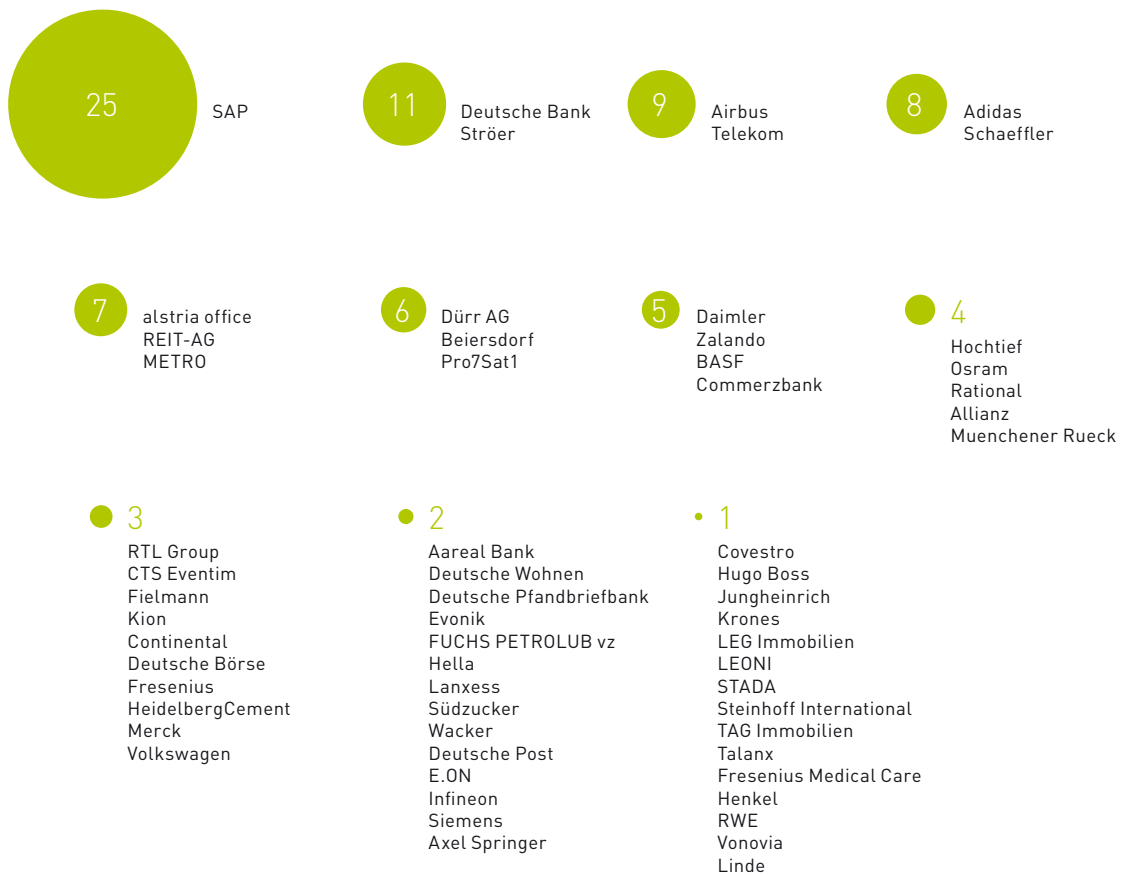 25
SAP
11
Deutsche Bank
Ströer
9
Airbus
Telekom
8
Adidas
Schaeffler
7
alstria office
REIT-AG
METRO
6
Dürr AG
Beiersdorf
Pro7Sat1
5
Daimler
Zalando
BASF
Commerzbank
4
Hochtief
Osram
Rational
Allianz
Muenchener Rueck
3
RTL Group
CTS Eventim
Fielmann
Kion
Continental
Deutsche Börse
Fresenius
HeidelbergCement
Merck
Volkswagen
2
Aareal Bank
Deutsche Wohnen
Deutsche Pfandbriefbank
Evonik
FUCHS PETROLUB vz
Hella
Lanxess
Südzucker
Wacker
Deutsche Post
E.ON
Infineon
Siemens
Axel Springer
1
Covestro
Hugo Boss
Jungheinrich
Krones
LEG Immobilien
LEONI
STADA
Steinhoff International
TAG Immobilien
Talanx
Fresenius Medical Care
Henkel
RWE
Vonovia
Linde